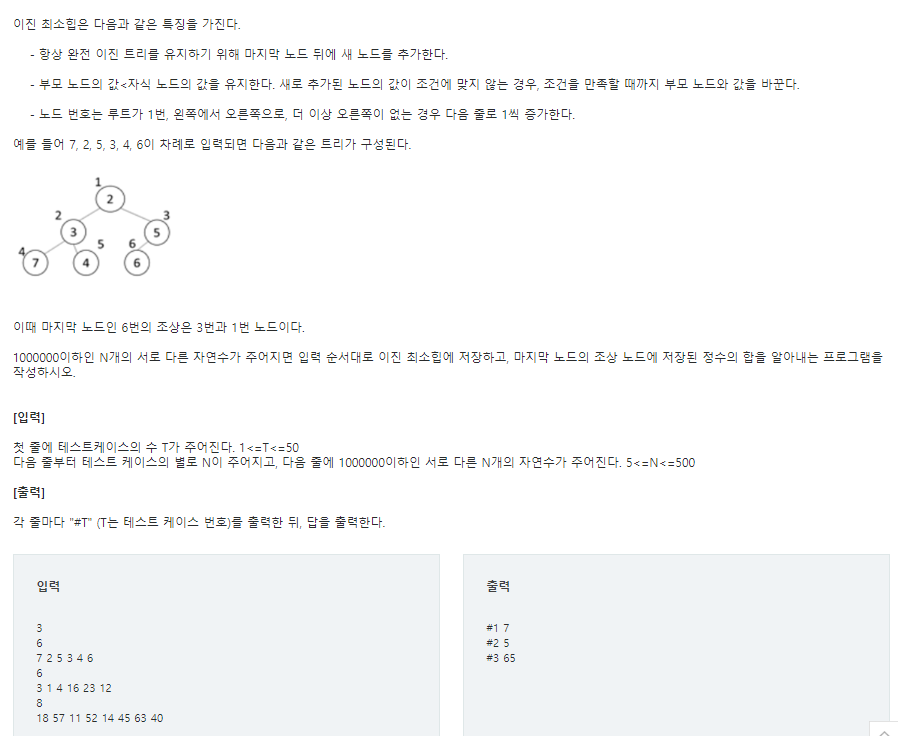 이진 최소힙은 다음과 같은 특징을 가진다.
- 항상 완전 이진 트리를 유지하기 위해 마지막 노드 뒤에 새 노드를 추가한다.
- 부모 노드의 값<자식 노드의 값을 유지한다. 새로 추가된 노드의 값이 조건에 맞지 않는 경우, 조건을 만족할 때까지 부모 노드와 값을 바꾼다.
- 노드 번호는 루트가 1번, 왼쪽에서 오른쪽으로, 더 이상 오른쪽이 없는 경우 다음 줄로 1씩 증가한다.
예를 들어 7, 2, 5, 3, 4, 6이 차례로 입력되면 다음과 같은 트리가 구성된다.
1
2
2 3
3 5
4 5 6
7 4 6
이때 마지막 노드인 6번의 조상은 3번과 1번 노드이다.
1000000이하인 N개의 서로 다른 자연수가 주어지면 입력 순서대로 이진 최소힙에 저장하고, 마지막 노드의 조상 노드에 저장된 정수의 합을 알아내는 프로그램을
작성하시오.
[입력]
첫 줄에 테스트케이스의 수 T가 주어진다. 1<=T<=50
다음 줄부터 테스트 케이스의 별로 N이 주어지고, 다음 줄에 1000000이하인 서로 다른 N개의 자연수가 주어진다. 5<=N<=500
[출력]
각 줄마다 "#T" (T는 테스트 케이스 번호)를 출력한 뒤, 답을 출력한다.
입력
3
6
7 2 5 3 4 6
6
3 1 4 16 23 12
8
18 57 11 52 14 45 63 40
출력
#1 7
#2 5
#3 65